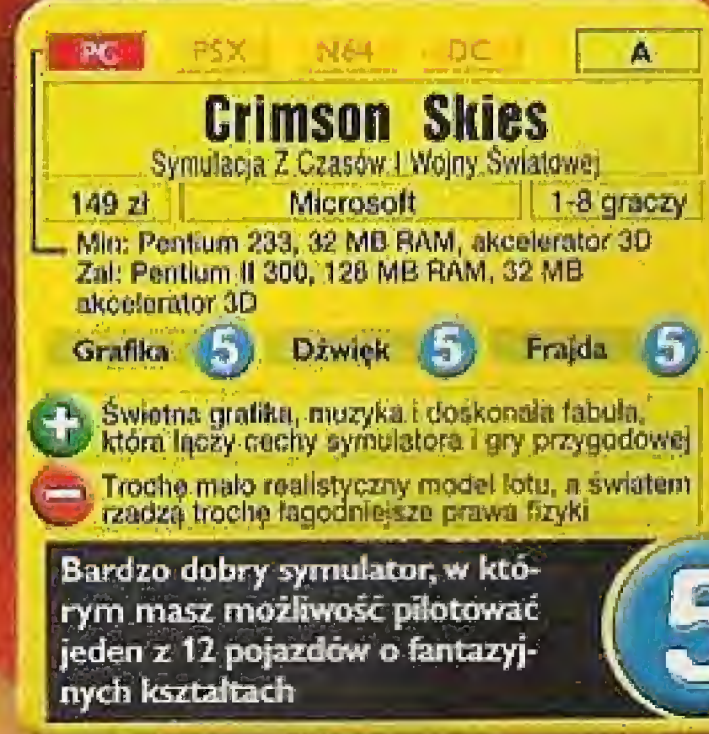 PC PSX N64 DC A
Crimson Skies
Symulacja Z Czasów I Wojny Światowej
149 zł Microsoft 1-8 graczy
Min: Pentium 233, 32 MB RAM, akcelerator 3D
Zal: Pentium II 300, 128 MB RAM, 32 MB
akcelerator 3D
Grafika 5 Dźwięk 5 Frajda 5
+ Świetna grafika, muzyka i doskonała fabuła,
która łączy cechy symulatora i gry przygodowej
- Trochę mało realistyczny model lotu, a światem
rządzą trochę łagodniejsze prawa fizyki
Bardzo dobry symulator, w któ-
rym masz możliwość pilotować
jeden z 12 pojazdów o fantazyj-
nych kształtach
5